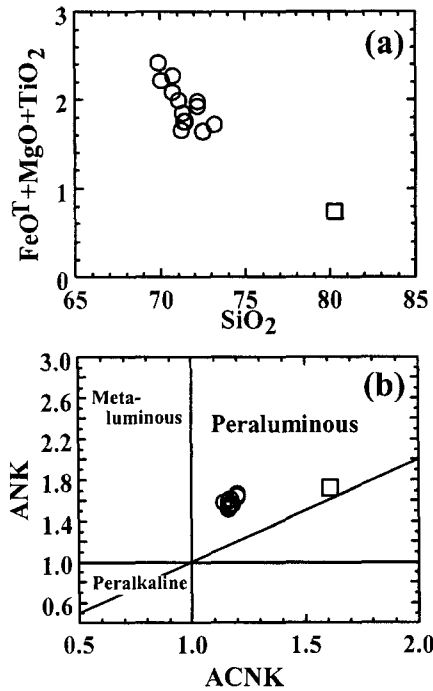 (a)
FeOᵀ+MgO+TiO₂
3
2
1
0
65 70 75 80 85
SiO₂
(b)
ANK
3.0
2.6
2.2
1.8
1.4
1.0
0.6
Meta-
luminous
Peraluminous
Peralkaline
0.5 1.0 1.6 2.0
ACNK